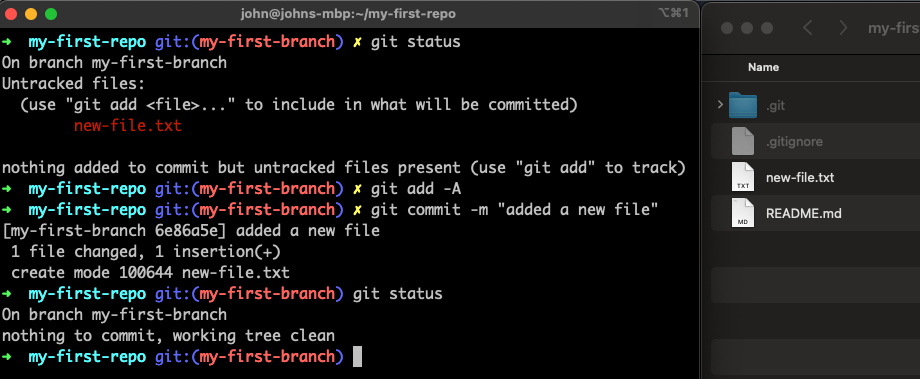 john@johns-mbp:~/my-first-repo
⌥⌘1
➜  my-first-repo git:(my-first-branch) ✗ git status
On branch my-first-branch
Untracked files:
  (use "git add <file>..." to include in what will be committed)
        new-file.txt

nothing added to commit but untracked files present (use "git add" to track)
➜  my-first-repo git:(my-first-branch) ✗ git add -A
➜  my-first-repo git:(my-first-branch) ✗ git commit -m "added a new file"
[my-first-branch 6e86a5e] added a new file
 1 file changed, 1 insertion(+)
 create mode 100644 new-file.txt
➜  my-first-repo git:(my-first-branch) git status
On branch my-first-branch
nothing to commit, working tree clean
➜  my-first-repo git:(my-first-branch)
my-firs
Name
.git
.gitignore
TXT
new-file.txt
MD
README.md